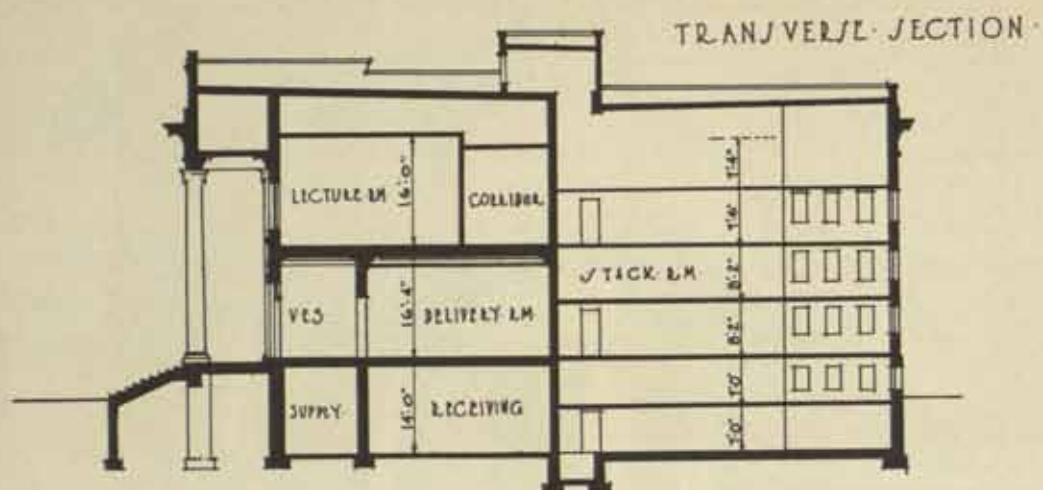 TRANSVERSE·SECTION·
LECTURE·RM
16'-0"
CORRIDOR
7'-4"
7'-6"
STACK·RM
8'-2"
VES
16'-4"
DELIVERY·RM
8'-2"
SUPPLY·
14'-0"
RECEIVING
7'-0"
7'-0"